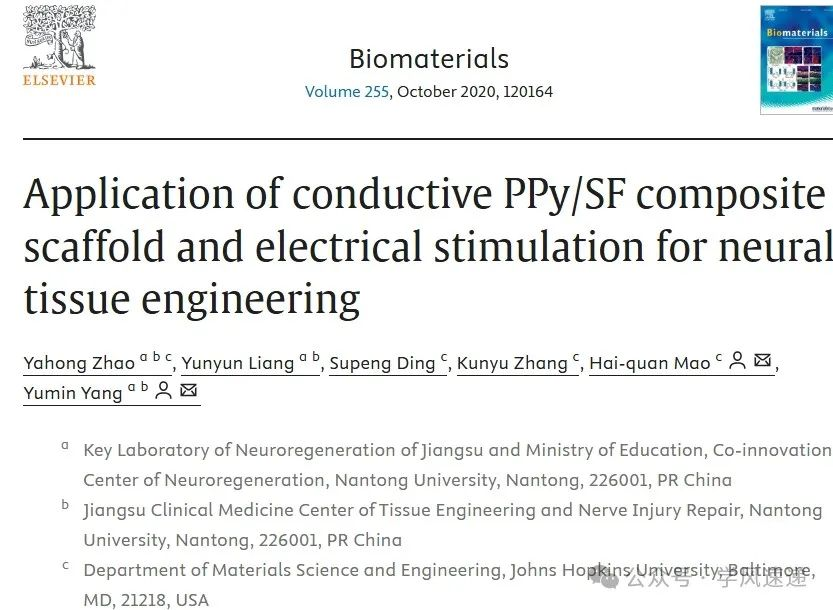 ELSEVIER
Biomaterials
Volume 255, October 2020, 120164
Biomaterials
Application of conductive PPy/SF composite
scaffold and electrical stimulation for neural
tissue engineering
Yahong Zhao a b c, Yunyun Liang a b, Supeng Ding c, Kunyu Zhang c, Hai-quan Mao c,
Yumin Yang a b
a Key Laboratory of Neuroregeneration of Jiangsu and Ministry of Education, Co-innovation
Center of Neuroregeneration, Nantong University, Nantong, 226001, PR China
b Jiangsu Clinical Medicine Center of Tissue Engineering and Nerve Injury Repair, Nantong
University, Nantong, 226001, PR China
c Department of Materials Science and Engineering, Johns Hopkins University, Baltimore,
MD, 21218, USA
公众号 · 学风速递